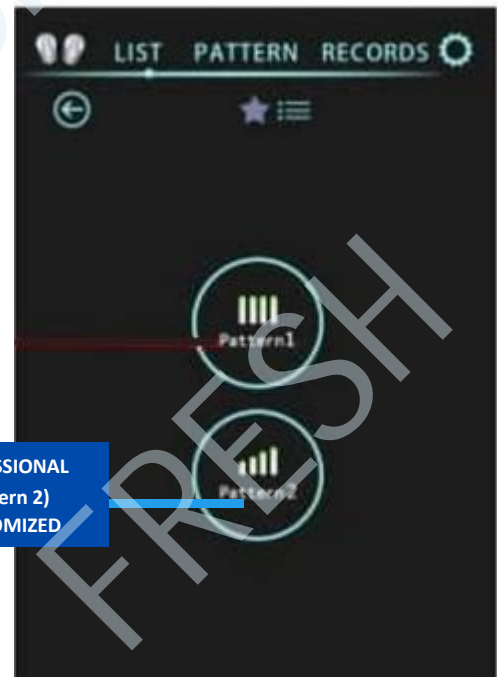 LIST PATTERN RECORDS
Pattern1
SSIONAL
ern 2)
OMIZED
Pattern2
FRESH